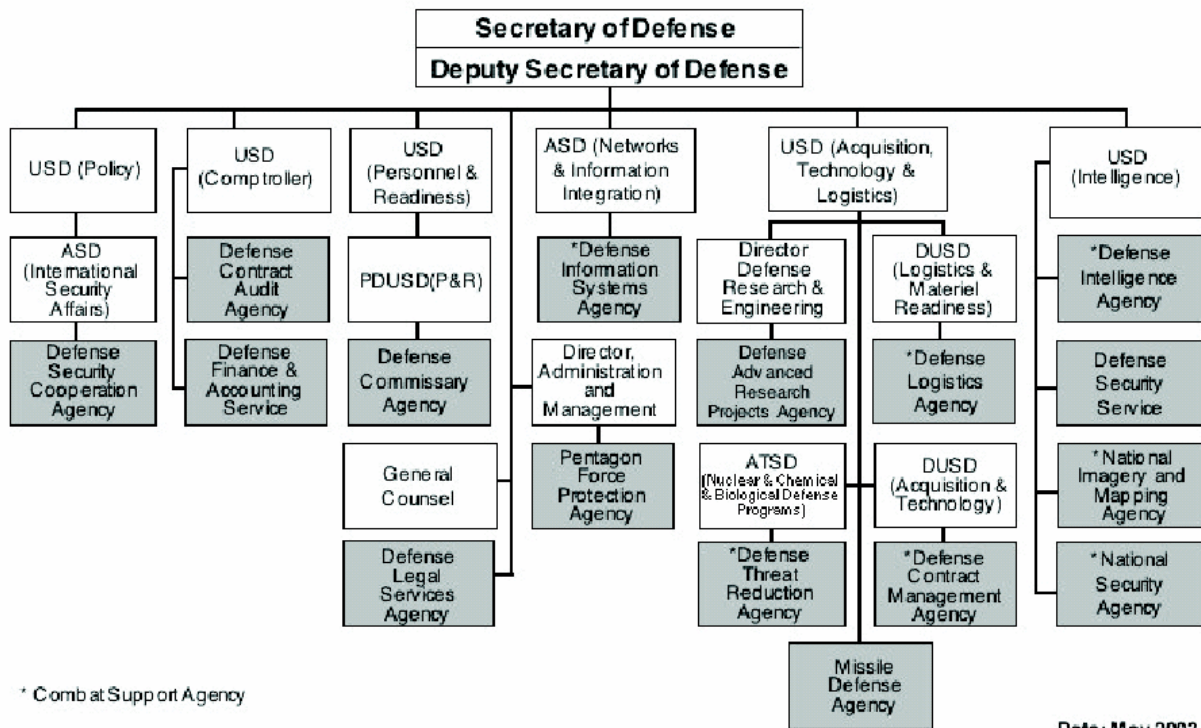 Secretary of Defense
Deputy Secretary of Defense
USD (Policy)
ASD
(International
Security
Affairs)
Defense
Security
Cooperation
Agency
USD
(Comptroller)
Defense
Contract
Audit
Agency
Defense
Finance &
Accounting
Service
USD
(Personnel &
Readiness)
PDUSD(P&R)
Defense
Commissary
Agency
General
Counsel
Defense
Legal
Services
Agency
ASD (Networks
& Information
Integration)
*Defense
Information
Systems
Agency
Director,
Administration
and
Management
Pentagon
Force
Protection
Agency
USD (Acquisition,
Technology &
Logistics)
Director
Defense
Research &
Engineering
Defense
Advanced
Research
Projects Agency
ATSD
(Nuclear & Chemical
& Biological Defense
Programs)
*Defense
Threat
Reduction
Agency
DUSD
(Logistics &
Materiel
Readiness)
*Defense
Logistics
Agency
DUSD
(Acquisition &
Technology)
*Defense
Contract
Management
Agency
Missile
Defense
Agency
USD
(Intelligence)
*Defense
Intelligence
Agency
Defense
Security
Service
*National
Imagery and
Mapping
Agency
*National
Security
Agency
* Combat Support Agency